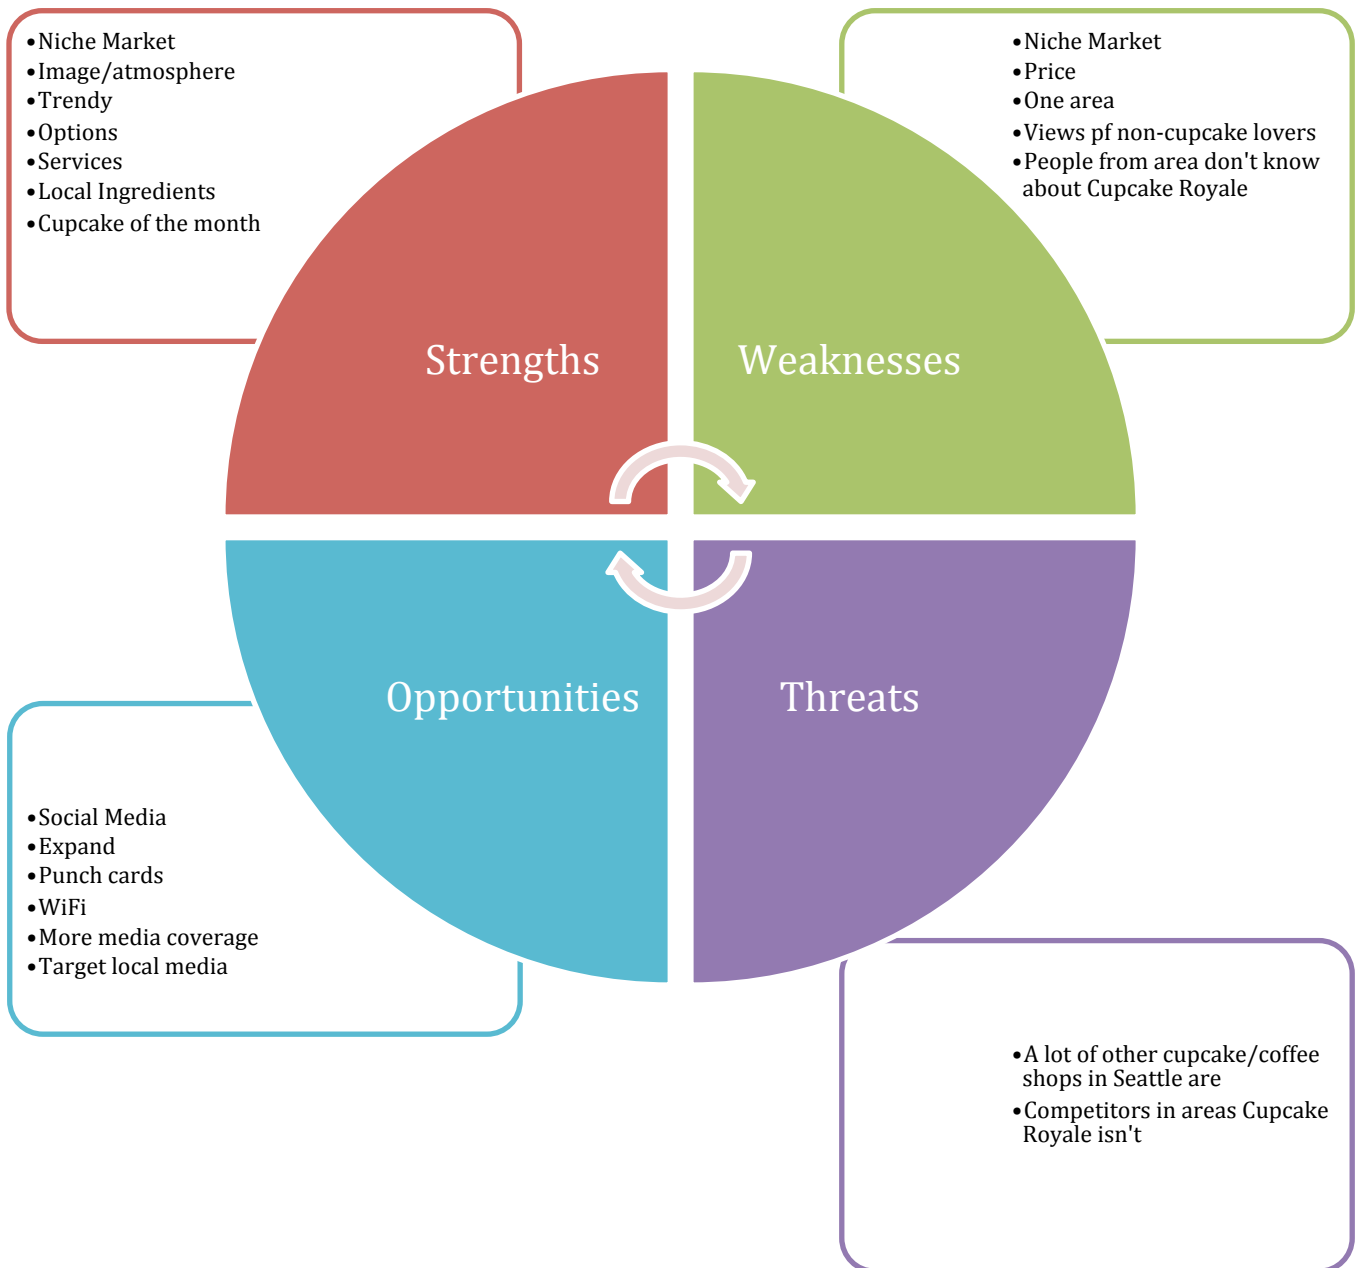 •Niche Market
•Image/atmosphere
•Trendy
•Options
•Services
•Local Ingredients
•Cupcake of the month
•Niche Market
•Price
•One area
•Views pf non-cupcake lovers
•People from area don't know
about Cupcake Royale
Strengths
Weaknesses
Opportunities
Threats
•Social Media
•Expand
•Punch cards
•WiFi
•More media coverage
•Target local media
•A lot of other cupcake/coffee
shops in Seattle are
•Competitors in areas Cupcake
Royale isn't